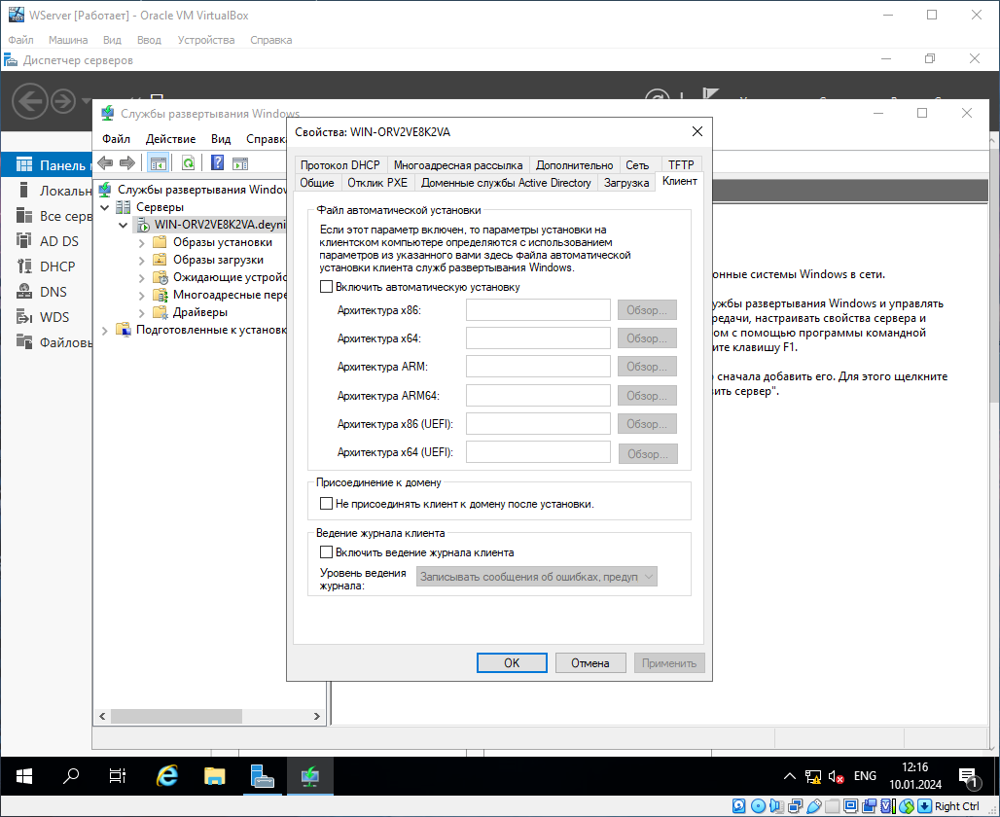 WServer [Работает] - Oracle VM VirtualBox
Файл Машина Вид Ввод Устройства Справка
Диспетчер серверов
Службы развертывания Windows
Файл Действие Вид Справка
Панель
Локальн
Все серв
AD DS
DHCP
DNS
WDS
Файловы
Службы развертывания Window
Серверы
WIN-ORV2VE8K2VA.deyni
Образы установки
Образы загрузки
Ожидающие устройс
Многоадресные пере
Драйверы
Подготовленные к установк
Свойства: WIN-ORV2VE8K2VA
Протокол DHCP Многоадресная рассылка Дополнительно Сеть TFTP
Общие Отклик PXE Доменные службы Active Directory Загрузка Клиент
Файл автоматической установки
Если этот параметр включен, то параметры установки на
клиентском компьютере определяются с использованием
параметров из указанного вами здесь Файла автоматической
установки клиента служб развертывания Windows.
Включить автоматическую установку
Архитектура x86: Обзор...
Архитектура x64: Обзор...
Архитектура ARM: Обзор...
Архитектура ARM64: Обзор...
Архитектура x86 (UEFI): Обзор...
Архитектура x64 (UEFI): Обзор...
Присоединение к домену
Не присоединять клиент к домену после установки.
Ведение журнала клиента
Включить ведение журнала клиента
Уровень ведения
журнала:
Записывать сообщения об ошибках, предуп
OK Отмена Применить
онные системы Windows в сети.
ужбы развертывания Windows и управлять
редачи, настраивать свойства сервера и
ом с помощью программы командной
ите клавишу F1.
о сначала добавить его. Для этого щелкните
вить сервер".
ENG
12:16
10.01.2024
1
Right Ctrl